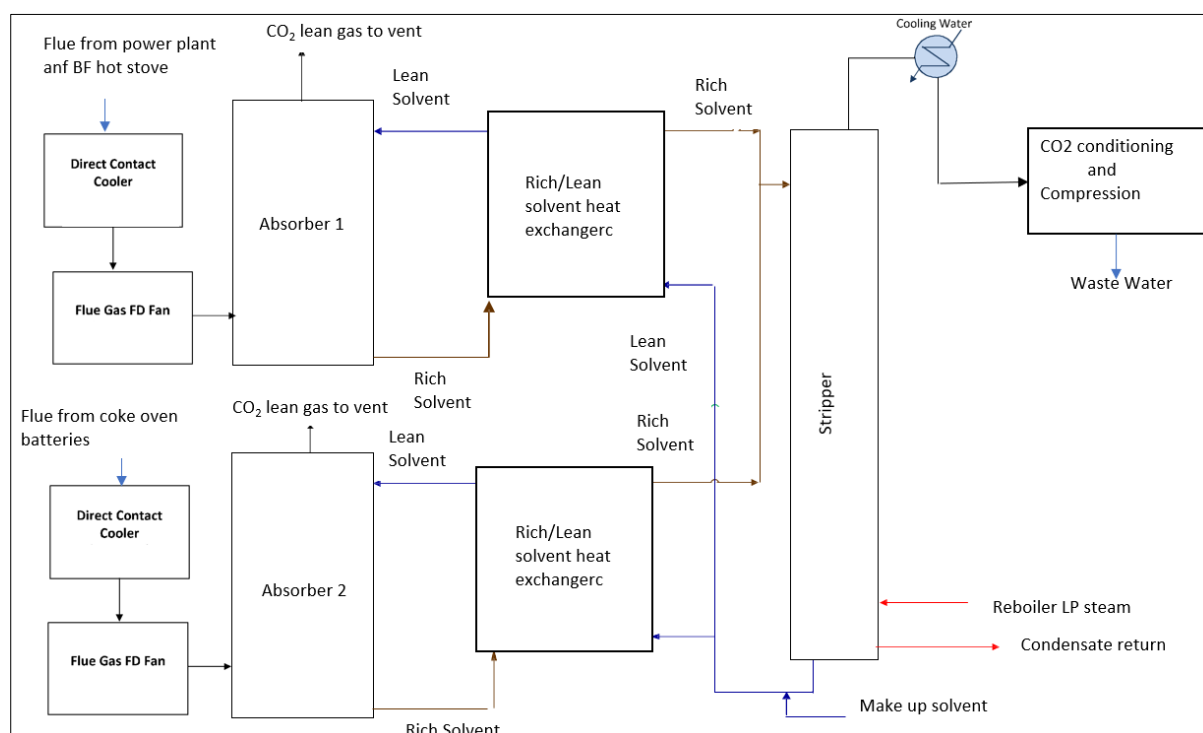 Flue from power plant
anf BF hot stove
CO2 lean gas to vent
Cooling Water
Lean
Solvent
Rich
Solvent
Direct Contact
Cooler
Absorber 1
Rich/Lean
solvent heat
exchangerc
CO2 conditioning
and
Compression
Flue Gas FD Fan
Waste Water
Rich
Solvent
Lean
Solvent
Stripper
Flue from coke oven
batteries
CO2 lean gas to vent
Lean
Solvent
Rich
Solvent
Direct Contact
Cooler
Absorber 2
Rich/Lean
solvent heat
exchangerc
Flue Gas FD Fan
Reboiler LP steam
Condensate return
Make up solvent
Rich Solvent